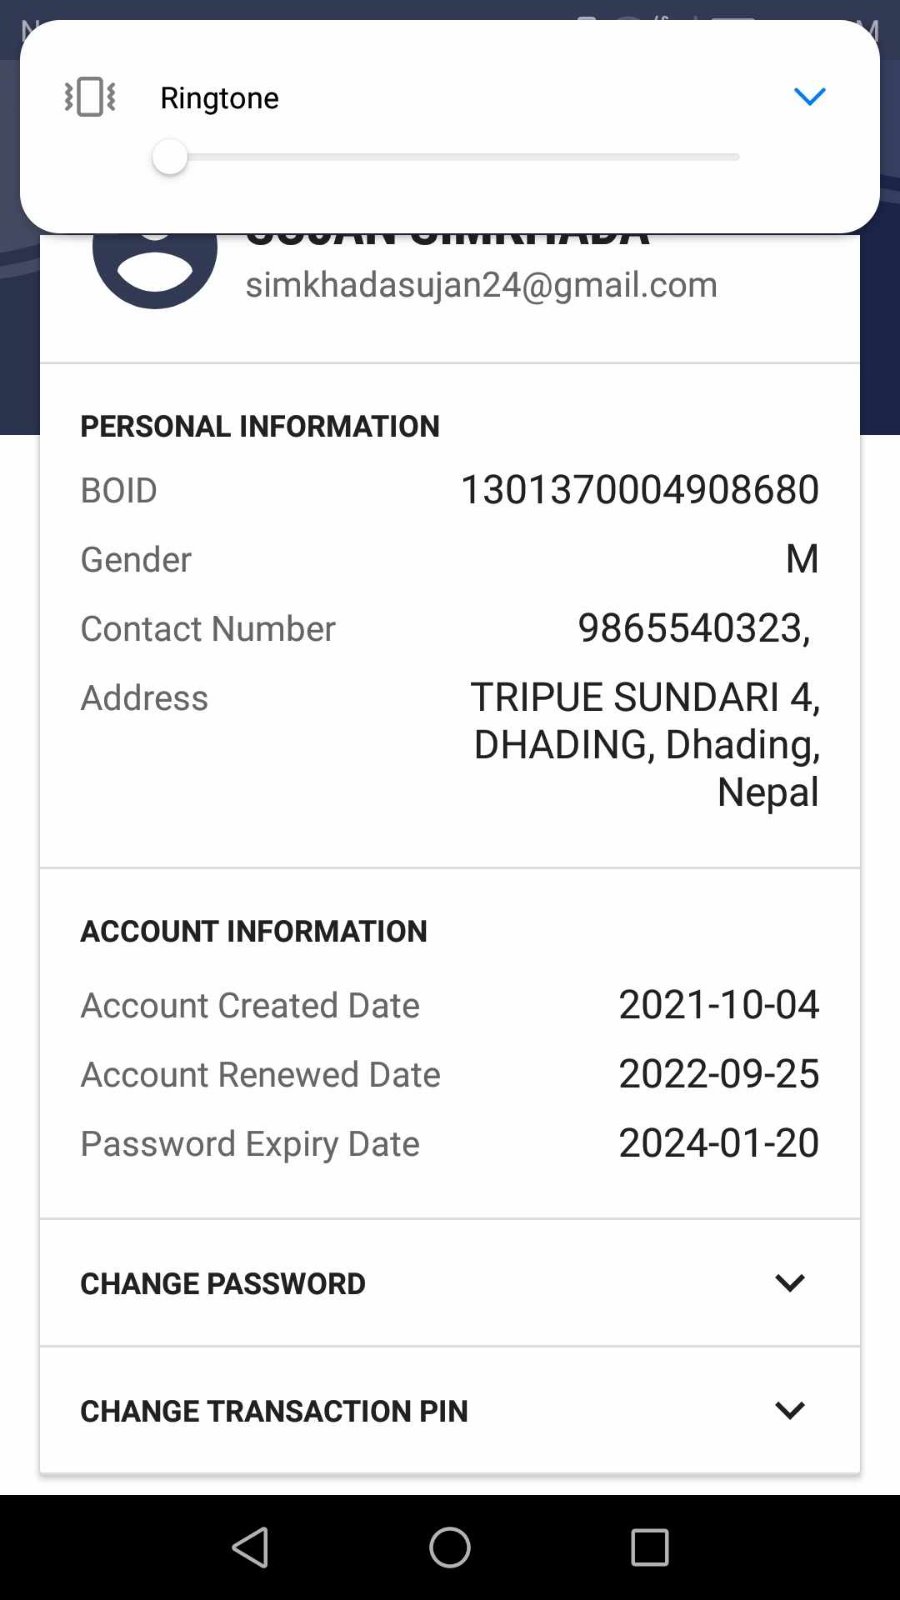 Ringtone
SUJAN SIMKHADA
simkhadasujan24@gmail.com
PERSONAL INFORMATION
BOID 1301370004908680
Gender M
Contact Number 9865540323,
Address TRIPUE SUNDARI 4,
DHADING, Dhading,
Nepal
ACCOUNT INFORMATION
Account Created Date 2021-10-04
Account Renewed Date 2022-09-25
Password Expiry Date 2024-01-20
CHANGE PASSWORD
CHANGE TRANSACTION PIN